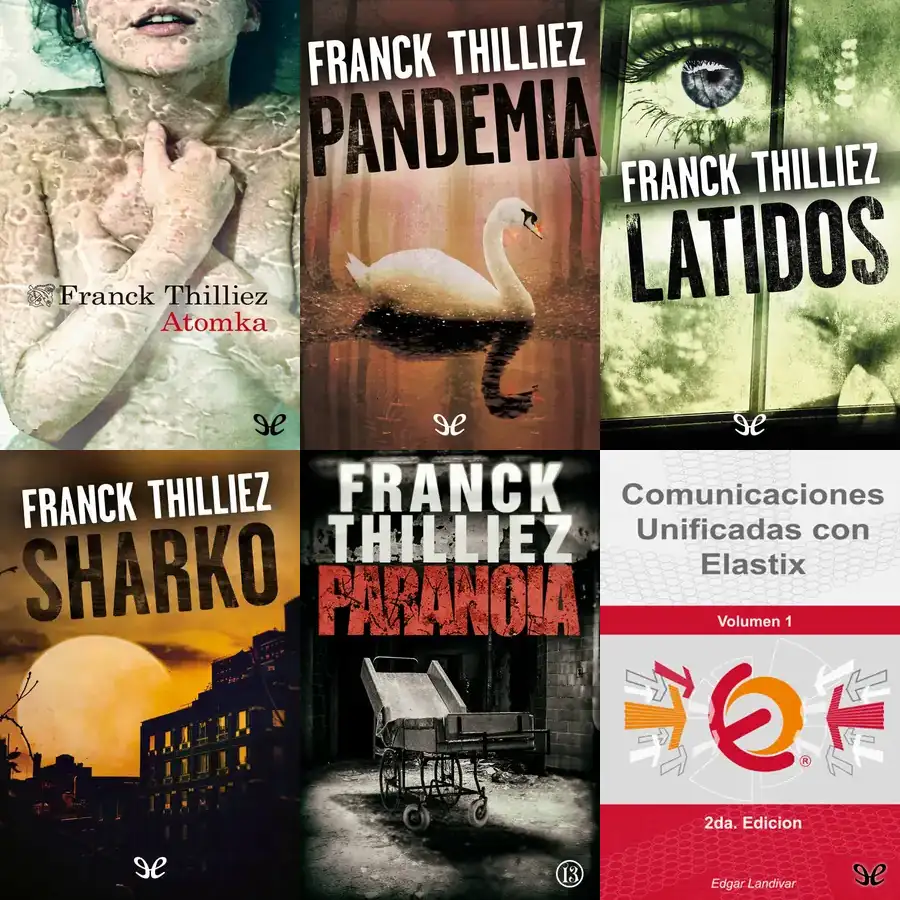 Franck Thilliez
Atomka
FRANCK THILLIEZ
PANDEMIA
FRANCK THILLIEZ
LATIDOS
FRANCK THILLIEZ
SHARKO
FRANCK
THILLIEZ
PARANOIA
13
Comunicaciones
Unificadas con
Elastix
Volumen 1
®
2da. Edicion
Edgar Landivar